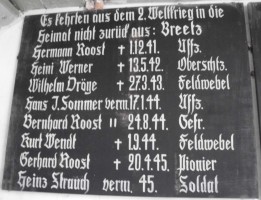 Es kehrten aus dem 2. Weltkrieg in die
Heimat nicht zurück aus: Breetz
Hermann Roost † 1.12.41. Uffz.
Heini Werner † 13.5.42. Oberschtz.
Wilhelm Dröge † 27.3.43. Feldwebel
Hans J. Sommer verm. 17.1.44. Uffz.
Bernhard Roost " 24.8.44. Gefr.
Kurt Wendt † 1.9.44. Feldwebel
Gerhard Roost † 20.4.45. Pionier
Heinz Strauch verm. 45. Soldat